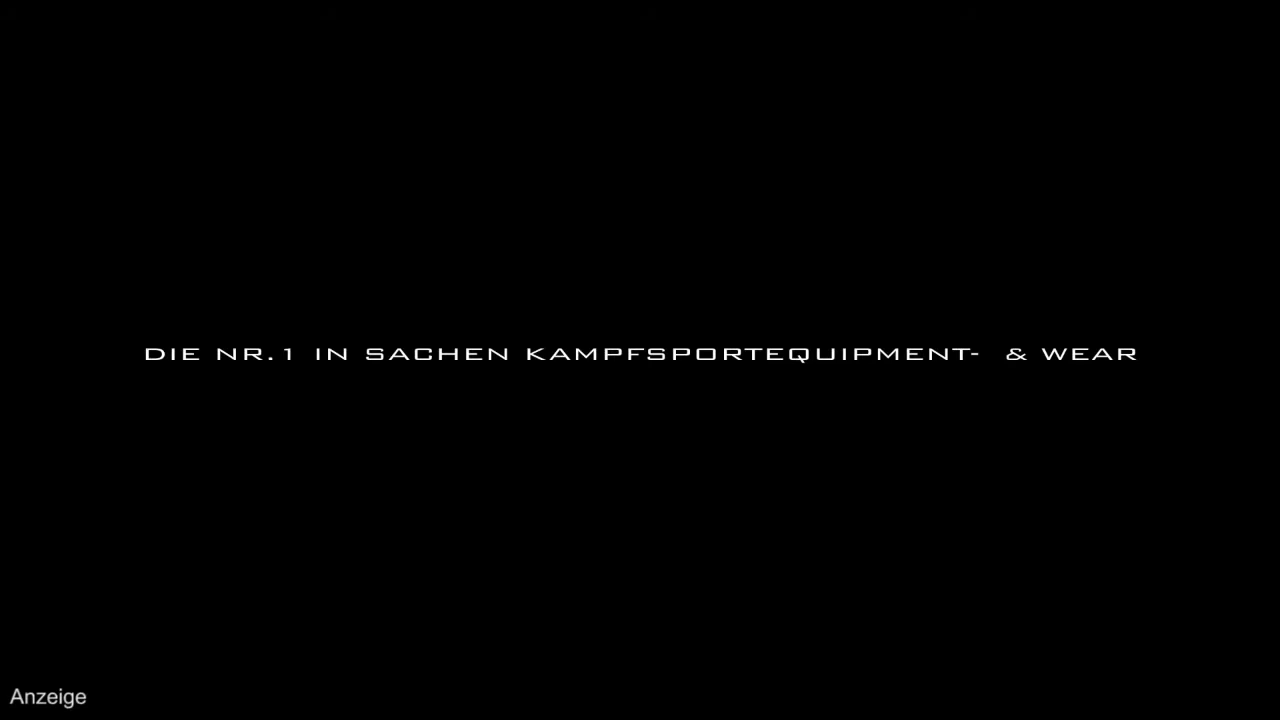 DIE NR.1 IN SACHEN KAMPFSPORTEQUIPMENT- & WEAR
Anzeige